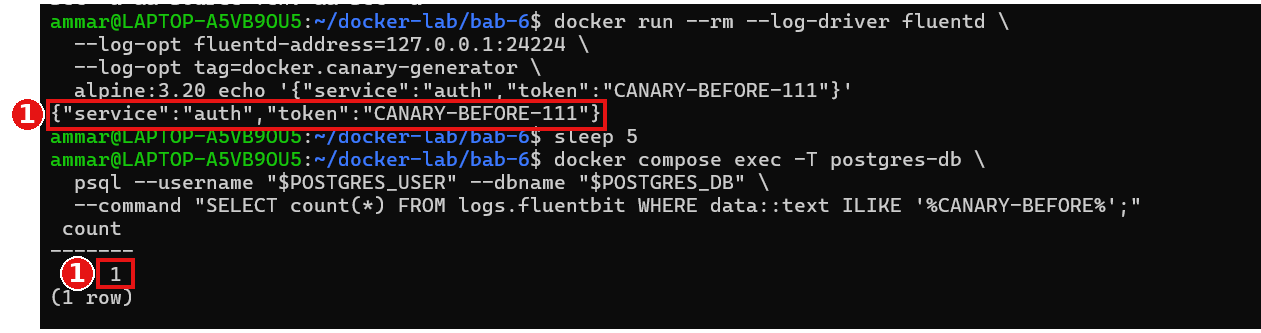 ammar@LAPTOP-A5VB9OU5:~/docker-lab/bab-6$ docker run --rm --log-driver fluentd \
--log-opt fluentd-address=127.0.0.1:24224 \
--log-opt tag=docker.canary-generator \
alpine:3.20 echo '{"service":"auth","token":"CANARY-BEFORE-111"}'
1 {"service":"auth","token":"CANARY-BEFORE-111"}
ammar@LAPTOP-A5VB9OU5:~/docker-lab/bab-6$ sleep 5
ammar@LAPTOP-A5VB9OU5:~/docker-lab/bab-6$ docker compose exec -T postgres-db \
psql --username "$POSTGRES_USER" --dbname "$POSTGRES_DB" \
--command "SELECT count(*) FROM logs.fluentbit WHERE data::text ILIKE '%CANARY-BEFORE%';"
count
-------
1 1
(1 row)